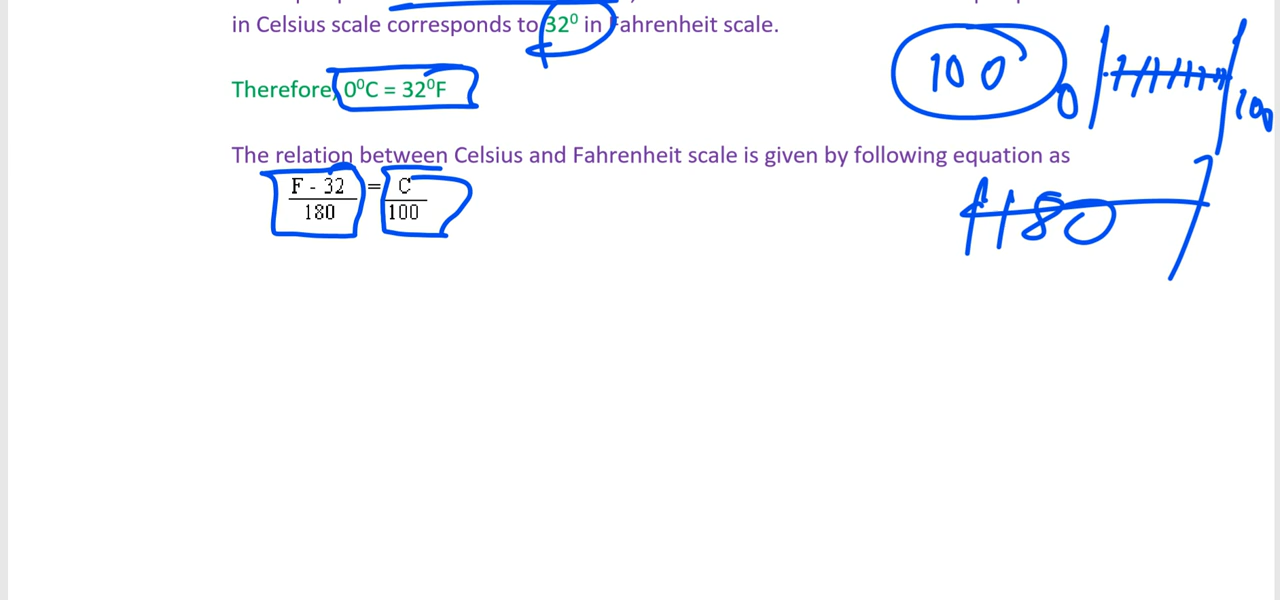 in Celsius scale corresponds to 32⁰ in Fahrenheit scale.
100
0
100
Therefore, 0⁰C = 32⁰F
The relation between Celsius and Fahrenheit scale is given by following equation as
F - 32 = C
180 100
180